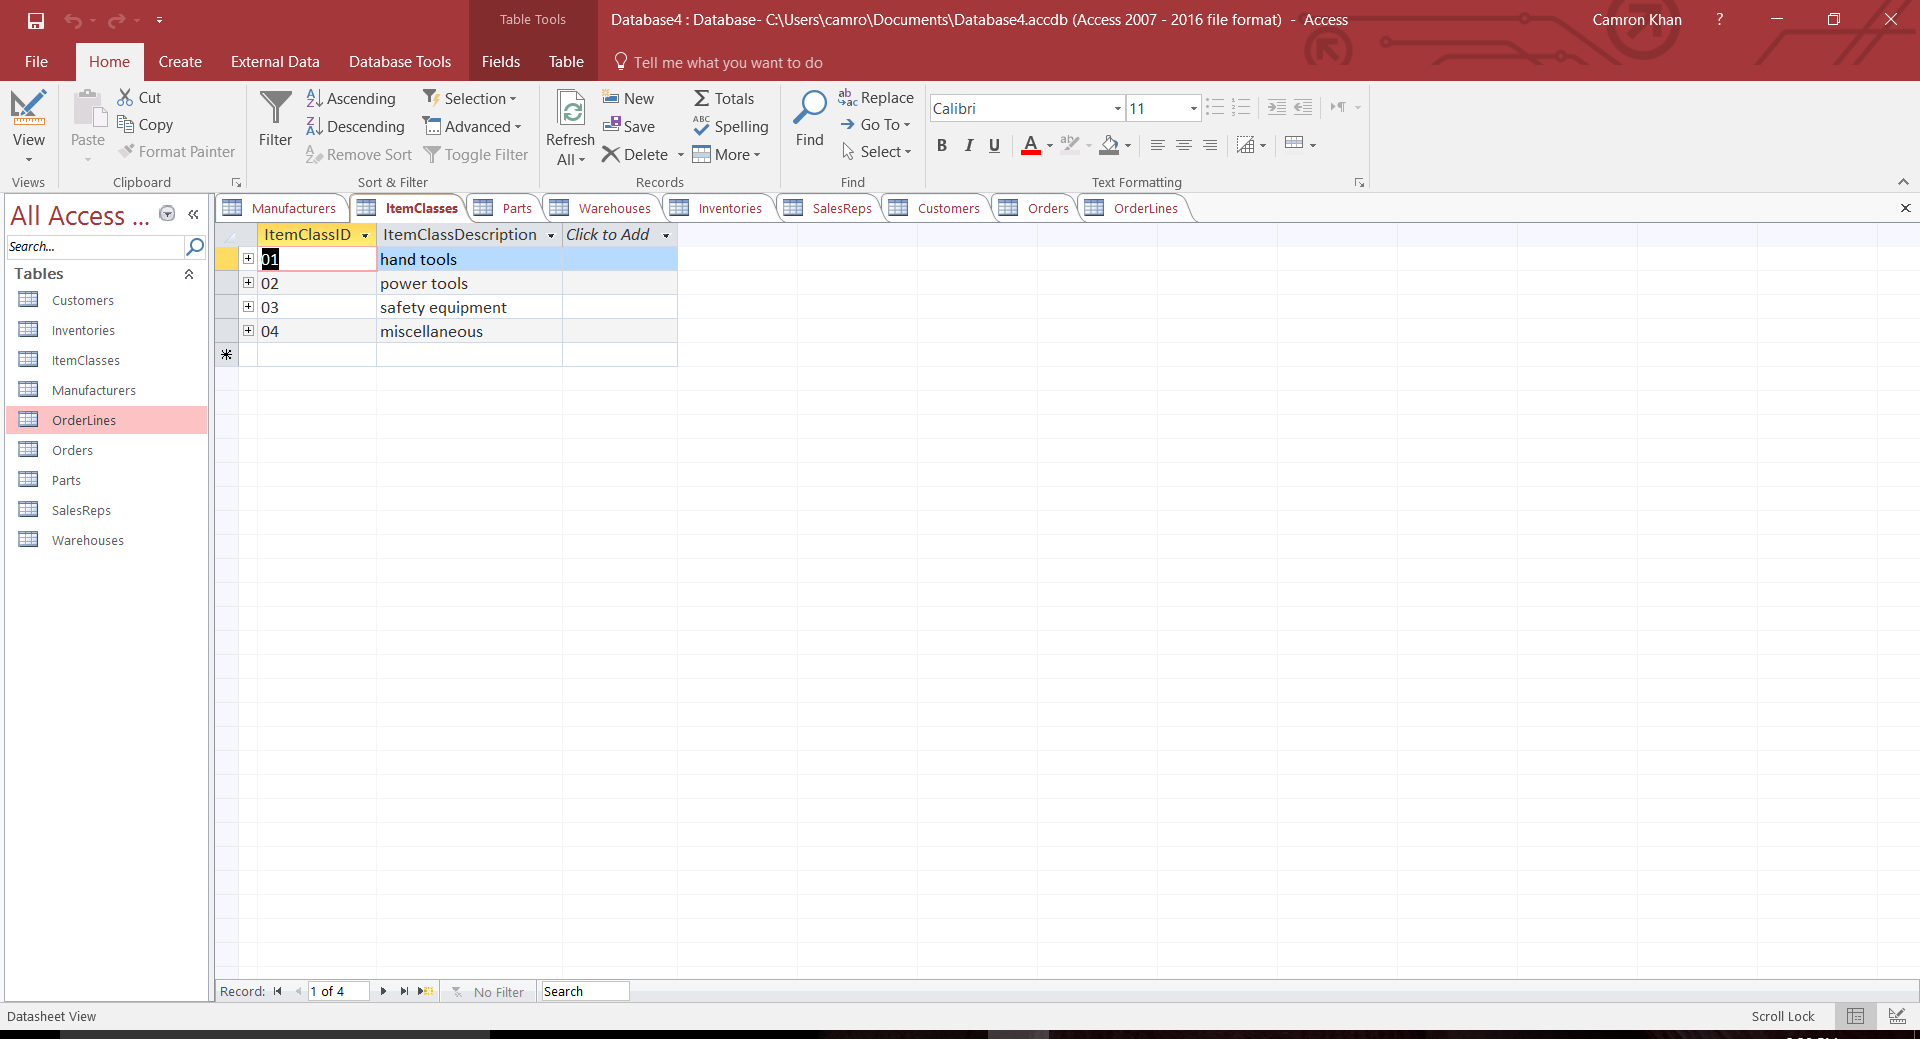 Table Tools
Database4 : Database- C:\Users\camro\Documents\Database4.accdb (Access 2007 - 2016 file format) - Access
Camron Khan
?
File
Home
Create
External Data
Database Tools
Fields
Table
Tell me what you want to do
View
Views
Paste
Cut
Copy
Format Painter
Clipboard
Filter
Ascending
Descending
Remove Sort
Selection
Advanced
Toggle Filter
Sort & Filter
Refresh
All
New
Save
Delete
Totals
Spelling
More
Records
Find
Replace
Go To
Select
Find
Calibri
11
B I U
Text Formatting
All Access ...
Search...
Tables
Customers
Inventories
ItemClasses
Manufacturers
OrderLines
Orders
Parts
SalesReps
Warehouses
Manufacturers
ItemClasses
Parts
Warehouses
Inventories
SalesReps
Customers
Orders
OrderLines
ItemClassID ItemClassDescription Click to Add
01 hand tools
02 power tools
03 safety equipment
04 miscellaneous
Record: 1 of 4 No Filter Search
Datasheet View
Scroll Lock